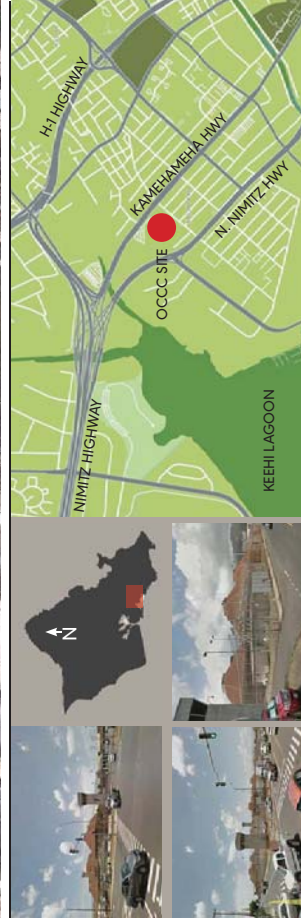 H-1 HIGHWAY
KAMEHAMEHA HWY
N. NIMITZ HWY
OCCC SITE
NIMITZ HIGHWAY
KEEHI LAGOON
N